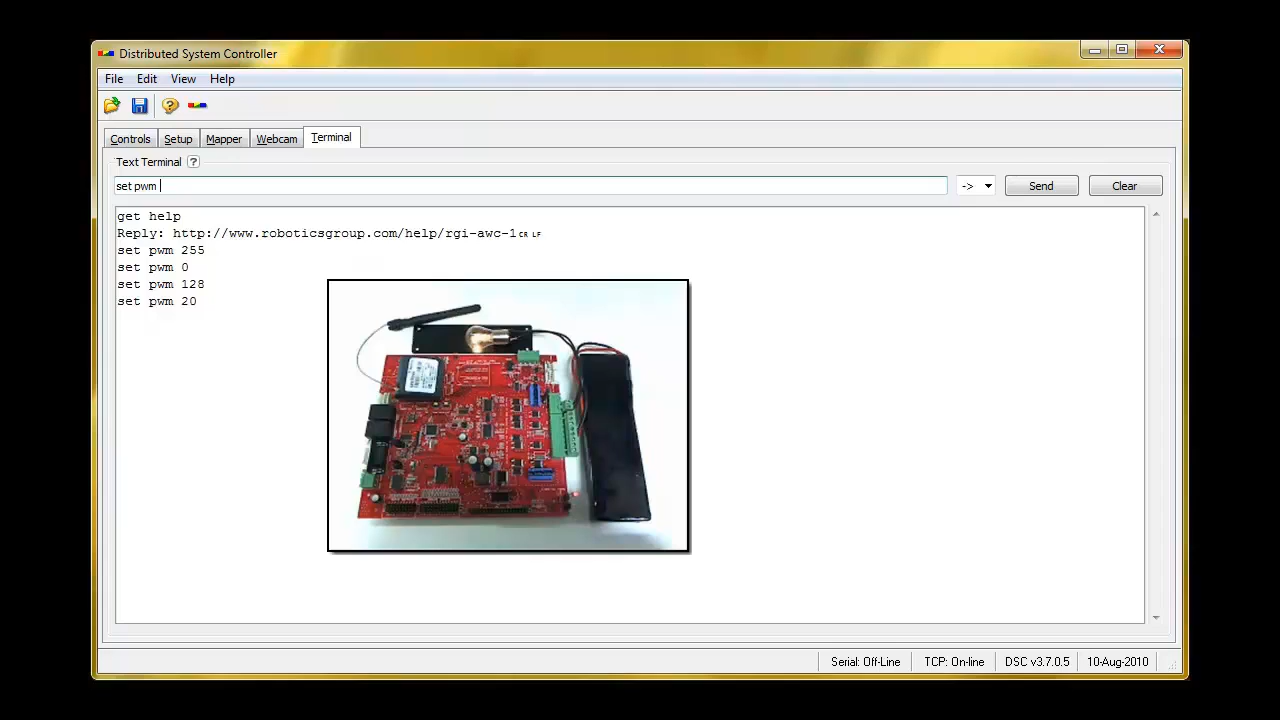 Distributed System Controller
File Edit View Help
Controls Setup Mapper Webcam Terminal
Text Terminal ?
set pwm
-> Send Clear
get help
Reply: http://www.roboticsgroup.com/help/rgi-awc-1 CR LF
set pwm 255
set pwm 0
set pwm 128
set pwm 20
Serial: Off-Line TCP: On-line DSC v3.7.0.5 10-Aug-2010